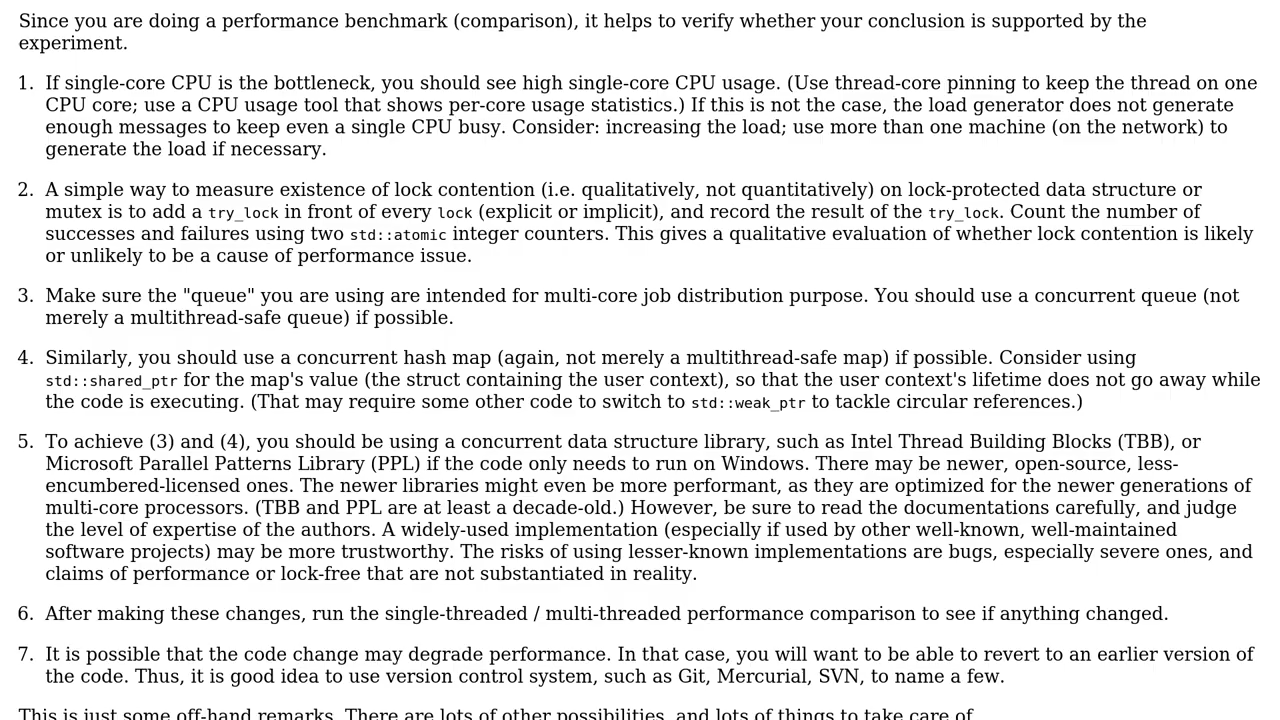 Since you are doing a performance benchmark (comparison), it helps to verify whether your conclusion is supported by the
experiment.
1. If single-core CPU is the bottleneck, you should see high single-core CPU usage. (Use thread-core pinning to keep the thread on one
CPU core; use a CPU usage tool that shows per-core usage statistics.) If this is not the case, the load generator does not generate
enough messages to keep even a single CPU busy. Consider: increasing the load; use more than one machine (on the network) to
generate the load if necessary.
2. A simple way to measure existence of lock contention (i.e. qualitatively, not quantitatively) on lock-protected data structure or
mutex is to add a try_lock in front of every lock (explicit or implicit), and record the result of the try_lock. Count the number of
successes and failures using two std::atomic integer counters. This gives a qualitative evaluation of whether lock contention is likely
or unlikely to be a cause of performance issue.
3. Make sure the "queue" you are using are intended for multi-core job distribution purpose. You should use a concurrent queue (not
merely a multithread-safe queue) if possible.
4. Similarly, you should use a concurrent hash map (again, not merely a multithread-safe map) if possible. Consider using
std::shared_ptr for the map's value (the struct containing the user context), so that the user context's lifetime does not go away while
the code is executing. (That may require some other code to switch to std::weak_ptr to tackle circular references.)
5. To achieve (3) and (4), you should be using a concurrent data structure library, such as Intel Thread Building Blocks (TBB), or
Microsoft Parallel Patterns Library (PPL) if the code only needs to run on Windows. There may be newer, open-source, less-
encumbered-licensed ones. The newer libraries might even be more performant, as they are optimized for the newer generations of
multi-core processors. (TBB and PPL are at least a decade-old.) However, be sure to read the documentations carefully, and judge
the level of expertise of the authors. A widely-used implementation (especially if used by other well-known, well-maintained
software projects) may be more trustworthy. The risks of using lesser-known implementations are bugs, especially severe ones, and
claims of performance or lock-free that are not substantiated in reality.
6. After making these changes, run the single-threaded / multi-threaded performance comparison to see if anything changed.
7. It is possible that the code change may degrade performance. In that case, you will want to be able to revert to an earlier version of
the code. Thus, it is good idea to use version control system, such as Git, Mercurial, SVN, to name a few.
This is just some off-hand remarks. There are lots of other possibilities, and lots of things to take care of.